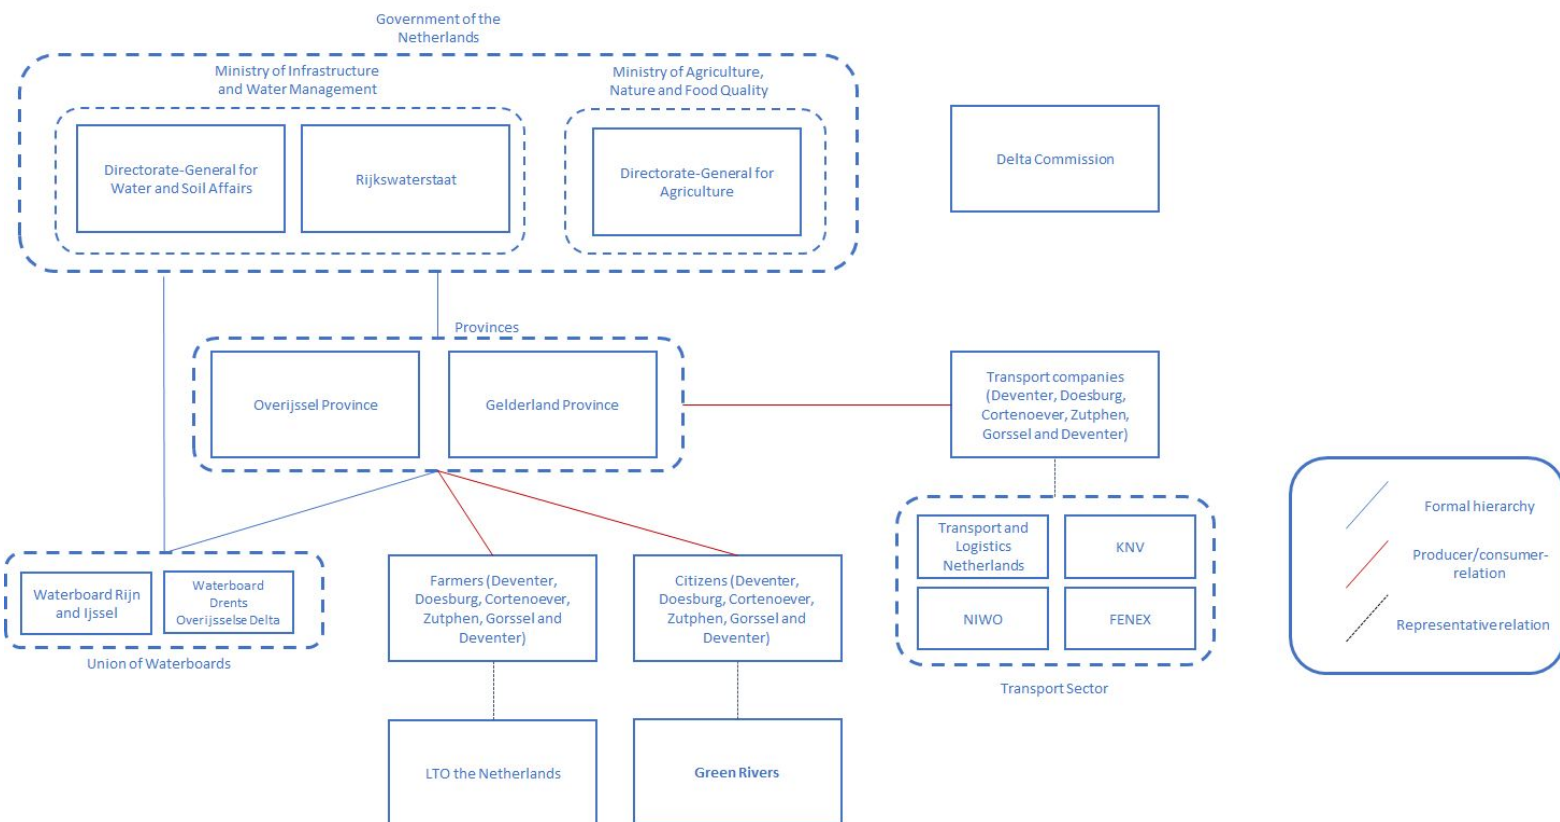 Government of the
Netherlands
Ministry of Infrastructure
and Water Management
Ministry of Agriculture,
Nature and Food Quality
Directorate-General for
Water and Soil Affairs
Rijkswaterstaat
Directorate-General for
Agriculture
Delta Commission
Provinces
Overijssel Province
Gelderland Province
Transport companies
(Deventer, Doesburg,
Cortenoever, Zutphen,
Gorssel and Deventer)
Formal hierarchy
Producer/consumer-
relation
Representative relation
Transport and
Logistics
Netherlands
KNV
NIWO
FENEX
Transport Sector
Waterboard Rijn
and Ijssel
Waterboard
Drents
Overijsselse Delta
Union of Waterboards
Farmers (Deventer,
Doesburg, Cortenoever,
Zutphen, Gorssel and
Deventer)
Citizens (Deventer,
Doesburg, Cortenoever,
Zutphen, Gorssel and
Deventer)
LTO the Netherlands
Green Rivers